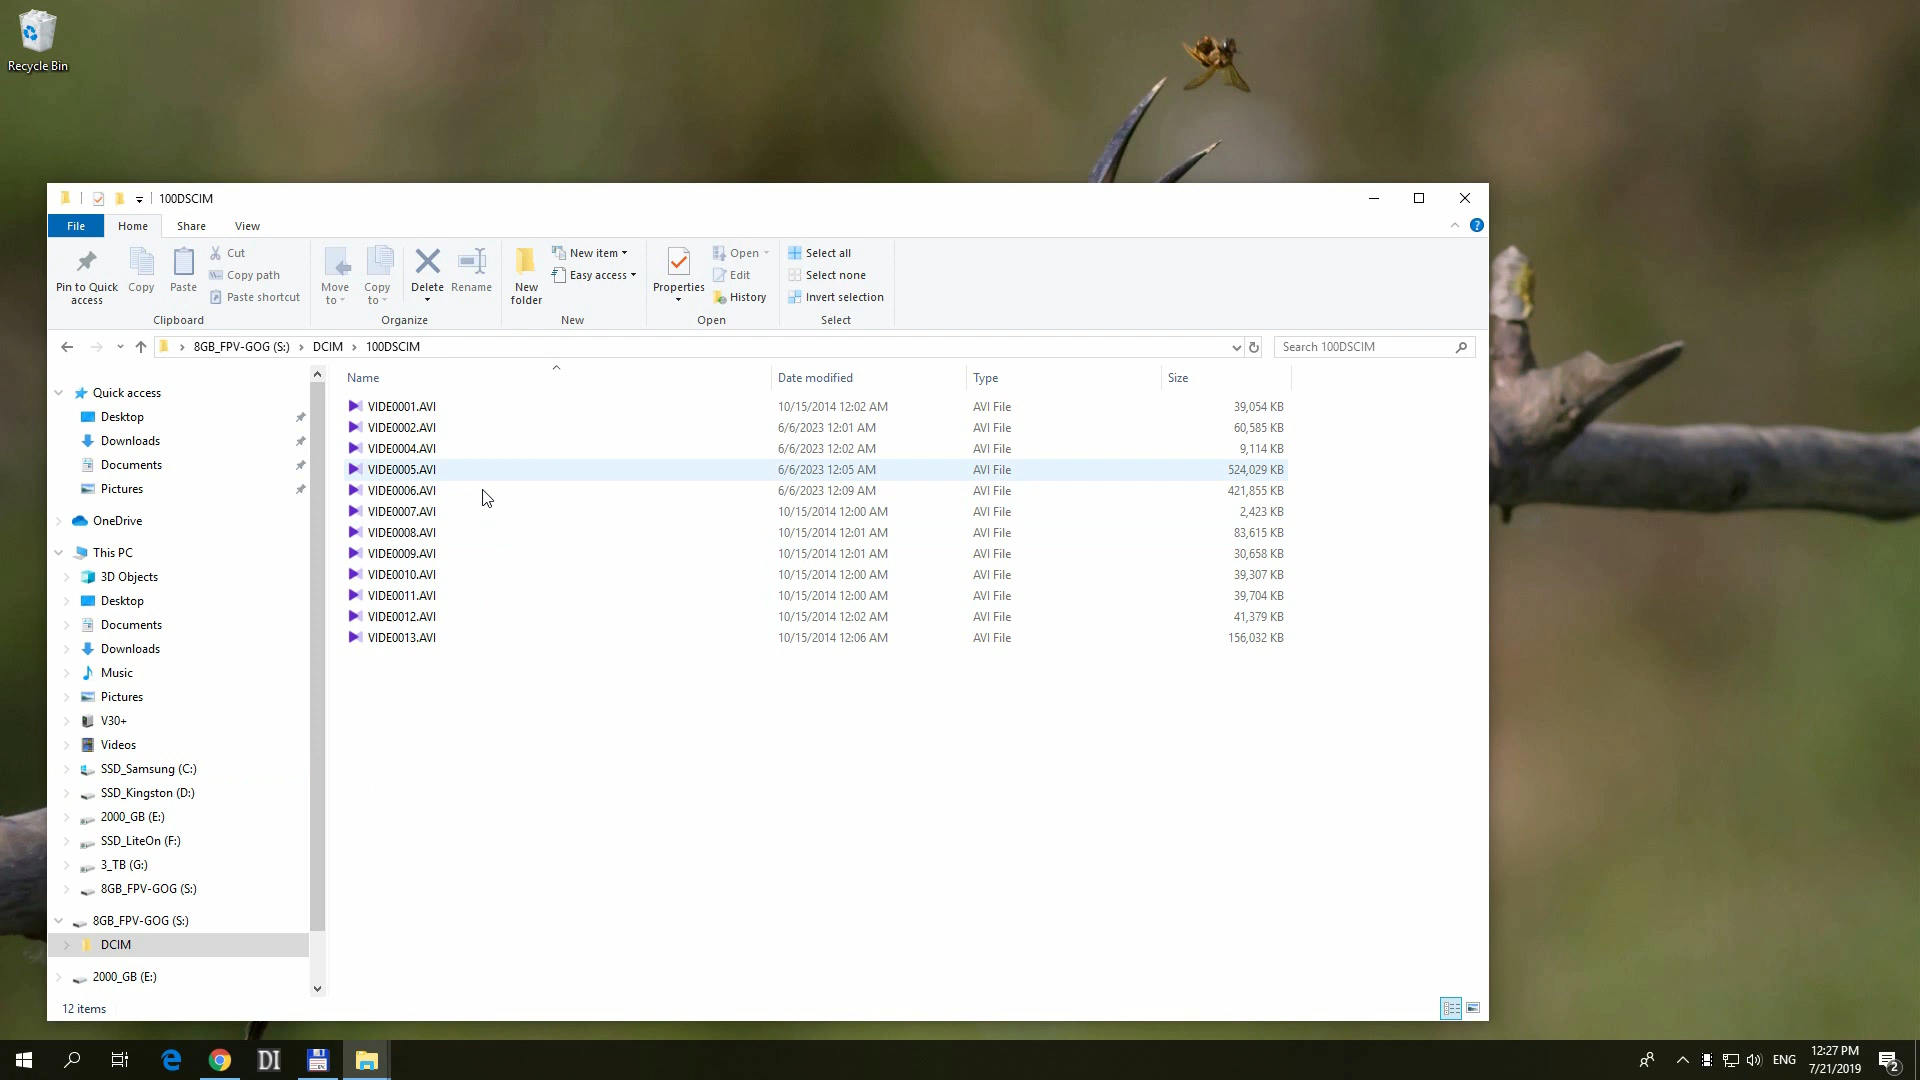 Recycle Bin
100DSCIM
File Home Share View
Pin to Quick access
Copy
Paste
Cut
Copy path
Paste shortcut
Clipboard
Move to
Copy to
Delete
Rename
Organize
New folder
New item
Easy access
New
Properties
Open
Edit
History
Open
Select all
Select none
Invert selection
Select
8GB_FPV-GOG (S:) DCIM 100DSCIM
Search 100DSCIM
Quick access
Desktop
Downloads
Documents
Pictures
OneDrive
This PC
3D Objects
Desktop
Documents
Downloads
Music
Pictures
V30+
Videos
SSD_Samsung (C:)
SSD_Kingston (D:)
2000_GB (E:)
SSD_LiteOn (F:)
3_TB (G:)
8GB_FPV-GOG (S:)
8GB_FPV-GOG (S:)
DCIM
2000_GB (E:)
Name Date modified Type Size
VIDE0001.AVI 10/15/2014 12:02 AM AVI File 39,054 KB
VIDE0002.AVI 6/6/2023 12:01 AM AVI File 60,585 KB
VIDE0004.AVI 6/6/2023 12:02 AM AVI File 9,114 KB
VIDE0005.AVI 6/6/2023 12:05 AM AVI File 524,029 KB
VIDE0006.AVI 6/6/2023 12:09 AM AVI File 421,855 KB
VIDE0007.AVI 10/15/2014 12:00 AM AVI File 2,423 KB
VIDE0008.AVI 10/15/2014 12:01 AM AVI File 83,615 KB
VIDE0009.AVI 10/15/2014 12:01 AM AVI File 30,658 KB
VIDE0010.AVI 10/15/2014 12:00 AM AVI File 39,307 KB
VIDE0011.AVI 10/15/2014 12:00 AM AVI File 39,704 KB
VIDE0012.AVI 10/15/2014 12:02 AM AVI File 41,379 KB
VIDE0013.AVI 10/15/2014 12:06 AM AVI File 156,032 KB
12 items
DI
ENG
12:27 PM
7/21/2019
2